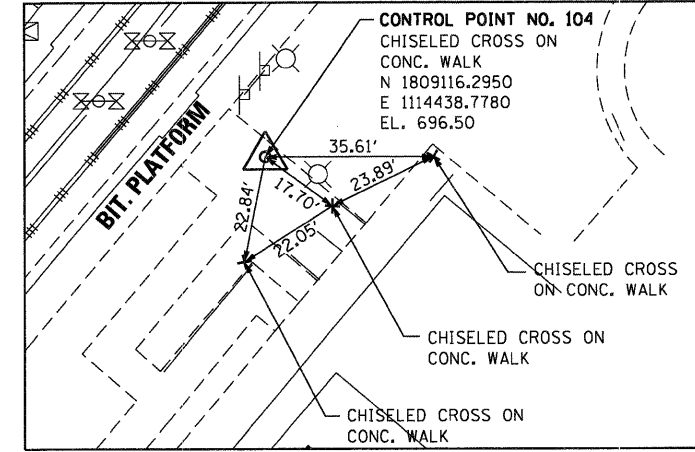 CONTROL POINT NO. 104
CHISELED CROSS ON
CONC. WALK
N 1809116.2950
E 1114438.7780
EL. 696.50
BIT. PLATFORM
35.61'
23.89'
17.70'
22.84'
22.05'
CHISELED CROSS
ON CONC. WALK
CHISELED CROSS ON
CONC. WALK
CHISELED CROSS ON
CONC. WALK